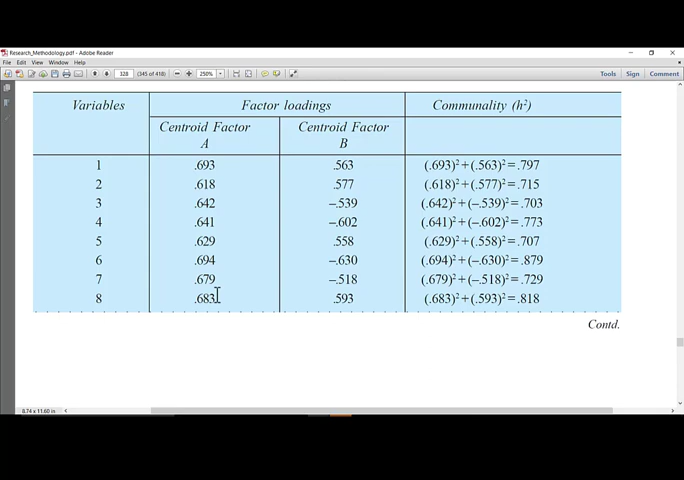 Research_Methodology.pdf - Adobe Reader
File Edit View Window Help
328 (345 of 418) 250% Tools Sign Comment
Variables Factor loadings Communality (h²)
Centroid Factor A Centroid Factor B
1 .693 .563 (.693)² + (.563)² = .797
2 .618 .577 (.618)² + (.577)² = .715
3 .642 –.539 (.642)² + (–.539)² = .703
4 .641 –.602 (.641)² + (–.602)² = .773
5 .629 .558 (.629)² + (.558)² = .707
6 .694 –.630 (.694)² + (–.630)² = .879
7 .679 –.518 (.679)² + (–.518)² = .729
8 .683 .593 (.683)² + (.593)² = .818
Contd.
8.74 x 11.60 in